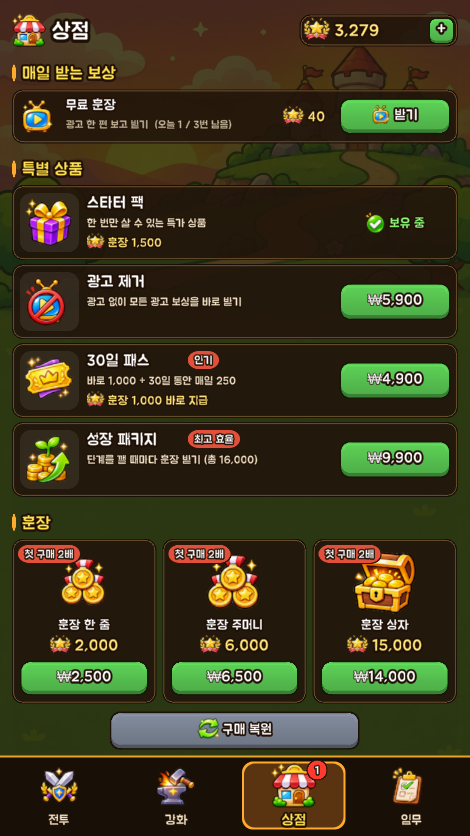 상점
3,279
매일 받는 보상
무료 훈장
광고 한 편 보고 받기 (오늘 1 / 3번 남음)
40
받기
특별 상품
스타터 팩
한 번만 살 수 있는 특가 상품
훈장 1,500
보유 중
광고 제거
광고 없이 모든 광고 보상을 바로 받기
₩5,900
30일 패스
인기
바로 1,000 + 30일 동안 매일 250
훈장 1,000 바로 지급
₩4,900
성장 패키지
최고 효율
단계를 깰 때마다 훈장 받기 (총 16,000)
₩9,900
훈장
첫 구매 2배
첫 구매 2배
첫 구매 2배
훈장 한 줌
훈장 주머니
훈장 상자
2,000
6,000
15,000
₩2,500
₩6,500
₩14,000
구매 복원
1
전투
강화
상점
임무